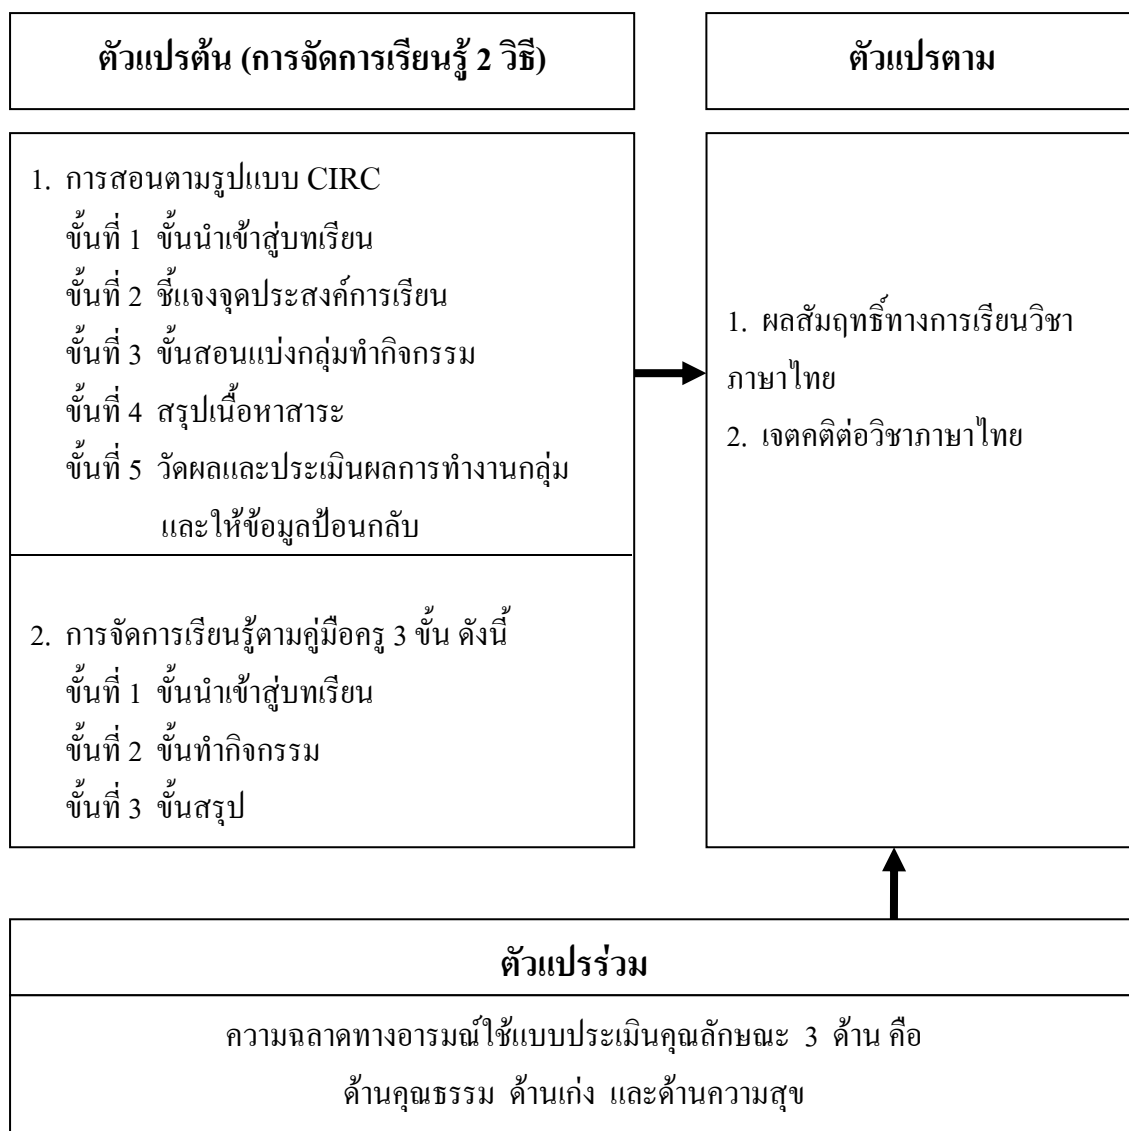 ตัวแปรต้น (การจัดการเรียนรู้ 2 วิธี)
ตัวแปรตาม
1. การสอนตามรูปแบบ CIRC
ขั้นที่ 1 ขั้นนำเข้าสู่บทเรียน
ขั้นที่ 2 ชี้แจงจุดประสงค์การเรียน
ขั้นที่ 3 ขั้นสอนแบ่งกลุ่มทำกิจกรรม
ขั้นที่ 4 สรุปเนื้อหาสาระ
ขั้นที่ 5 วัดผลและประเมินผลการทำงานกลุ่ม
และให้ข้อมูลป้อนกลับ
2. การจัดการเรียนรู้ตามคู่มือครู 3 ขั้น ดังนี้
ขั้นที่ 1 ขั้นนำเข้าสู่บทเรียน
ขั้นที่ 2 ขั้นทำกิจกรรม
ขั้นที่ 3 ขั้นสรุป
1. ผลสัมฤทธิ์ทางการเรียนวิชา
ภาษาไทย
2. เจตคติต่อวิชาภาษาไทย
ตัวแปรร่วม
ความฉลาดทางอารมณ์ใช้แบบประเมินคุณลักษณะ 3 ด้าน คือ
ด้านคุณธรรม ด้านเก่ง และด้านความสุข